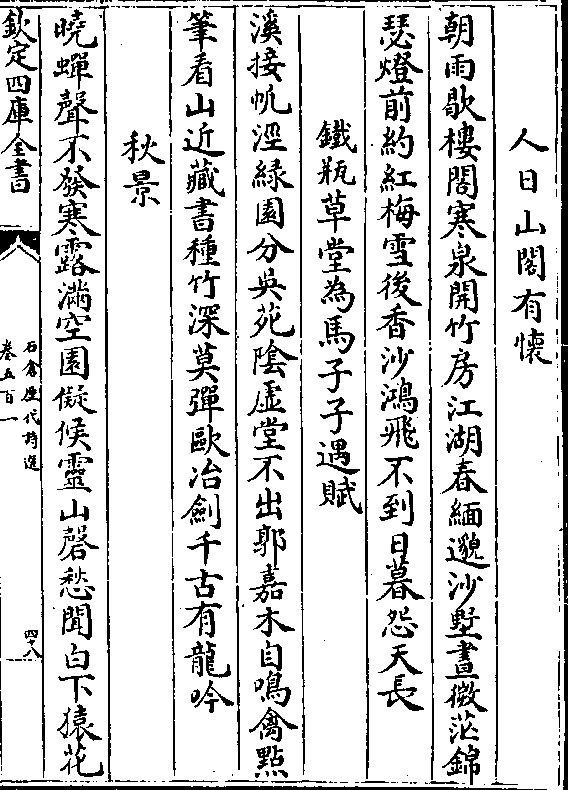 人日山閣有懷
朝雨歇樓閣寒泉開竹房江湖春緬邈沙墅晝微茫錦
瑟燈前約紅梅雪後香沙鴻飛不到日暮怨天長
鐵瓶草堂為馬子子遇賦
溪接帆涇緑園分吳苑陰虛堂不出郭嘉木自鳴禽點
筆看山近藏書種竹深莫彈歐冶劍千古有龍吟
秋景
曉蟬聲不發寒露滿空園儗候靈山磬愁聞白下猿花
欽定四庫全書
石倉歴代詩選
卷五百一
四十八